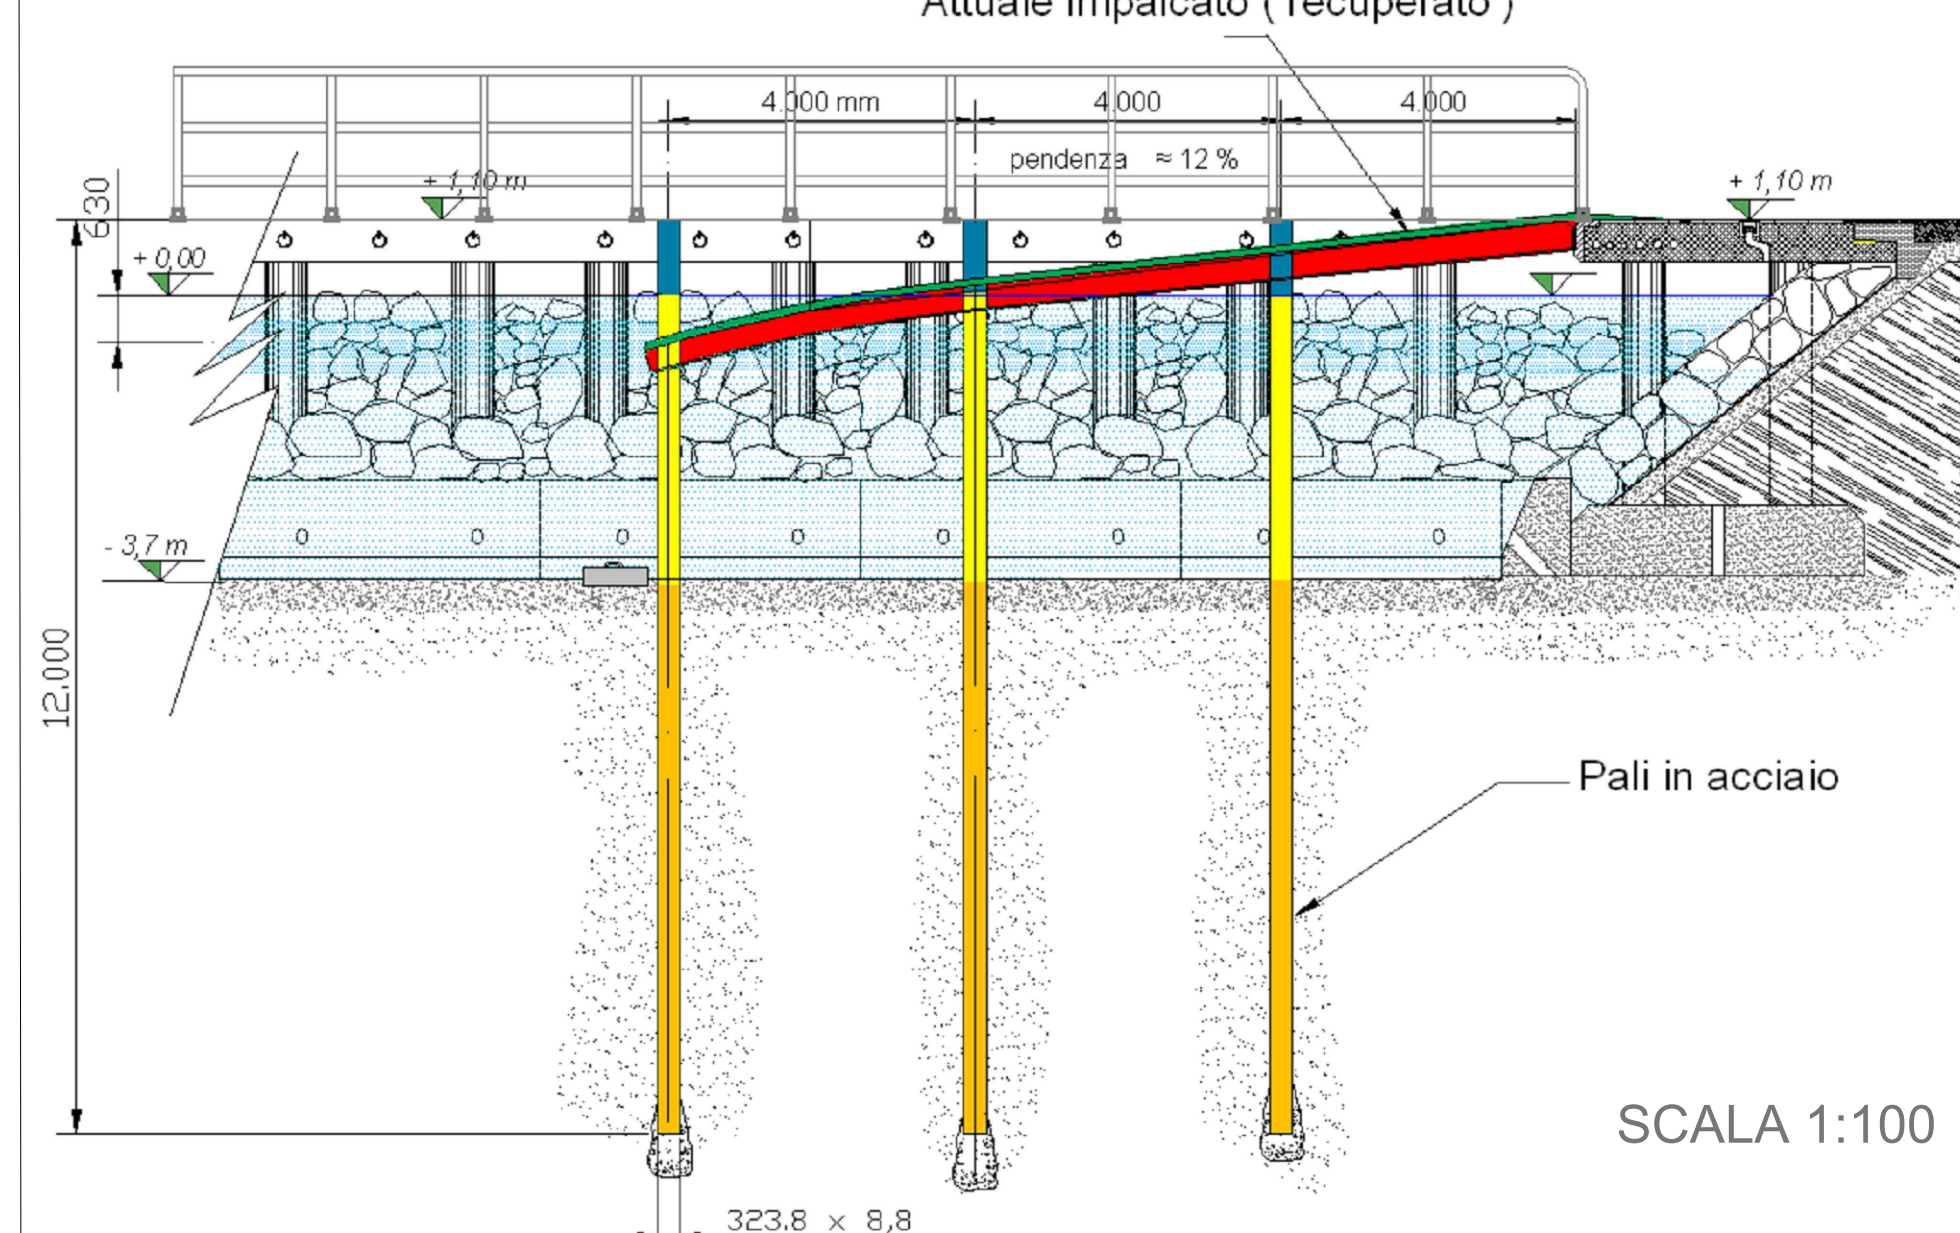 Attuale impalcato ( recuperato )
4.000 mm
4.000
4.000
pendenza ≈ 12 %
+ 1,10 m
+ 1,10 m
630
+ 0,00
- 3,7 m
12.000
Pali in acciaio
SCALA 1:100
323.8 x 8,8